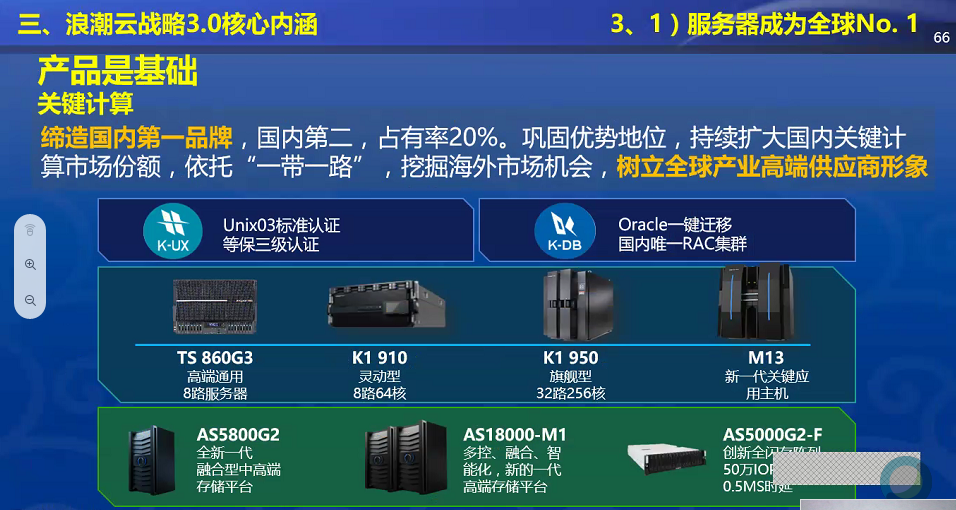 三、浪潮云战略3.0核心内涵
3、1）服务器成为全球No. 1
66
产品是基础
关键计算
缔造国内第一品牌，国内第二，占有率20%。巩固优势地位，持续扩大国内关键计
算市场份额，依托“一带一路”，挖掘海外市场机会，树立全球产业高端供应商形象
K-UX
Unix03标准认证
等保三级认证
K-DB
Oracle一键迁移
国内唯一RAC集群
TS 860G3
高端通用
8路服务器
K1 910
灵动型
8路64核
K1 950
旗舰型
32路256核
M13
新一代关键应
用主机
AS5800G2
全新一代
融合型中高端
存储平台
AS18000-M1
多控、融合、智
能化，新的一代
高端存储平台
AS5000G2-F
创新全闪存阵列
50万IOP
0.5MS时延